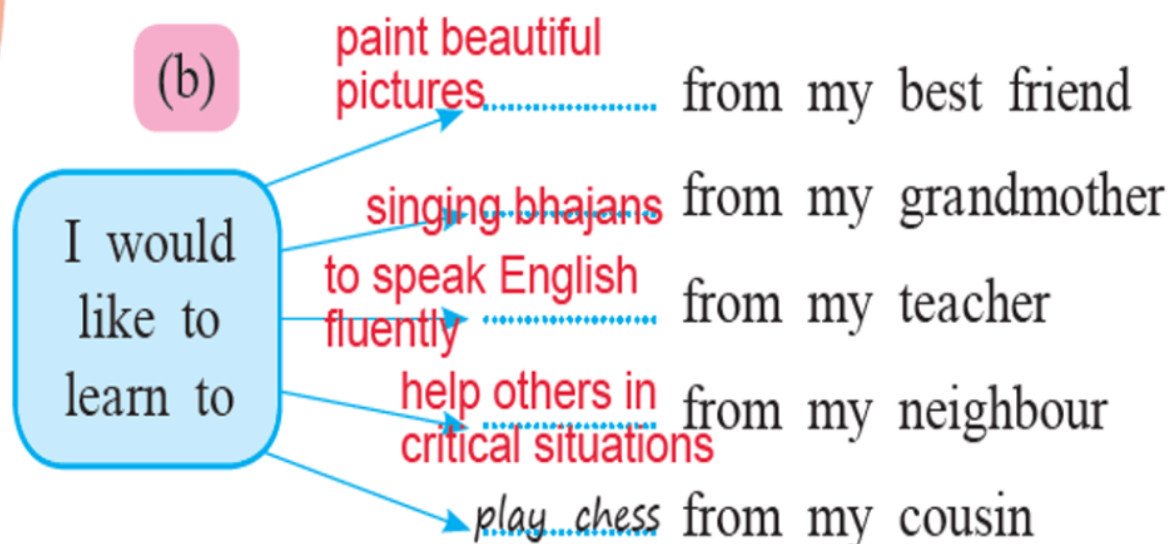 (b)
I would
like to
learn to
paint beautiful
pictures from my best friend
singing bhajans from my grandmother
to speak English
fluently from my teacher
help others in
critical situations from my neighbour
play chess from my cousin